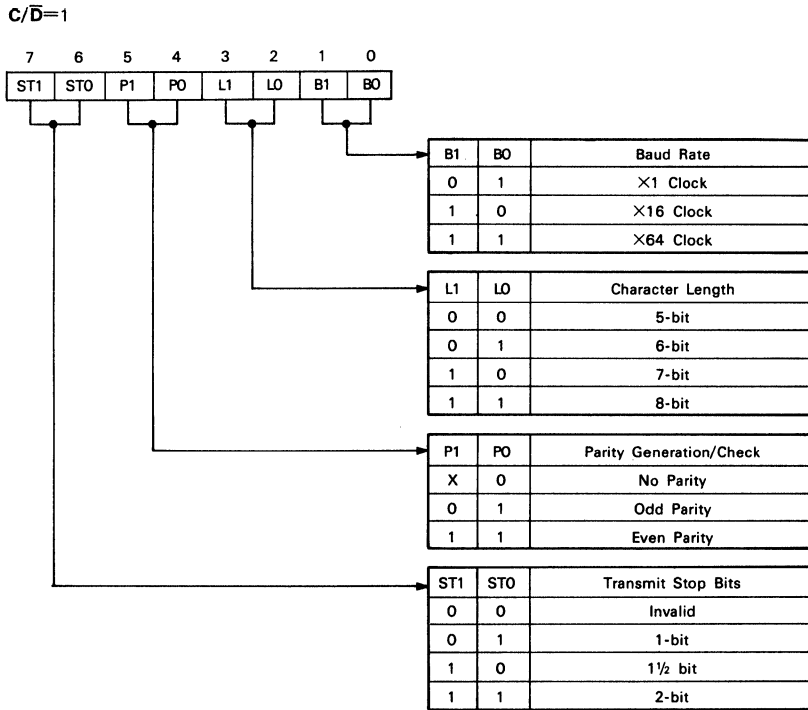 C/D̅=1
7 6 5 4 3 2 1 0
ST1 ST0 P1 P0 L1 L0 B1 B0
B1 B0 Baud Rate
0 1 ×1 Clock
1 0 ×16 Clock
1 1 ×64 Clock
L1 L0 Character Length
0 0 5-bit
0 1 6-bit
1 0 7-bit
1 1 8-bit
P1 P0 Parity Generation/Check
X 0 No Parity
0 1 Odd Parity
1 1 Even Parity
ST1 ST0 Transmit Stop Bits
0 0 Invalid
0 1 1-bit
1 0 1½ bit
1 1 2-bit